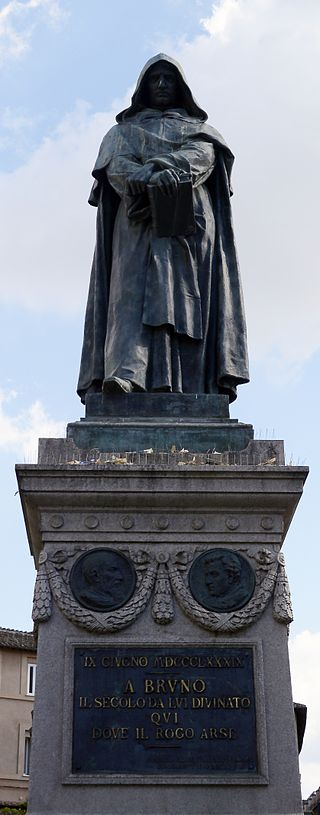 IX GIVGNO MDCCCLXXXIX
A BRVNO
IL SECOLO DA LVI DIVINATO
QVI
DOVE IL ROGO ARSE